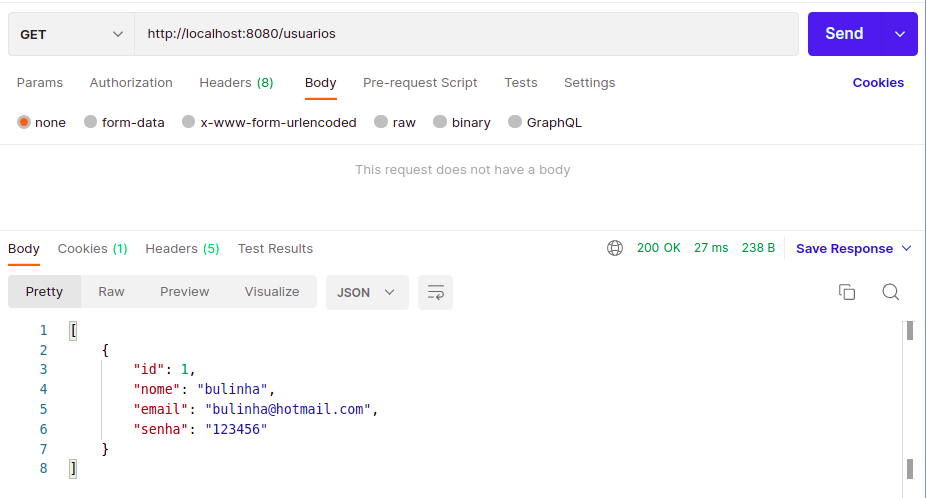 GET http://localhost:8080/usuarios Send
Params Authorization Headers (8) Body Pre-request Script Tests Settings Cookies
none form-data x-www-form-urlencoded raw binary GraphQL
This request does not have a body
Body Cookies (1) Headers (5) Test Results 200 OK 27 ms 238 B Save Response
Pretty Raw Preview Visualize JSON
1 [
2 {
3 "id": 1,
4 "nome": "bulinha",
5 "email": "bulinha@hotmail.com",
6 "senha": "123456"
7 }
8 ]